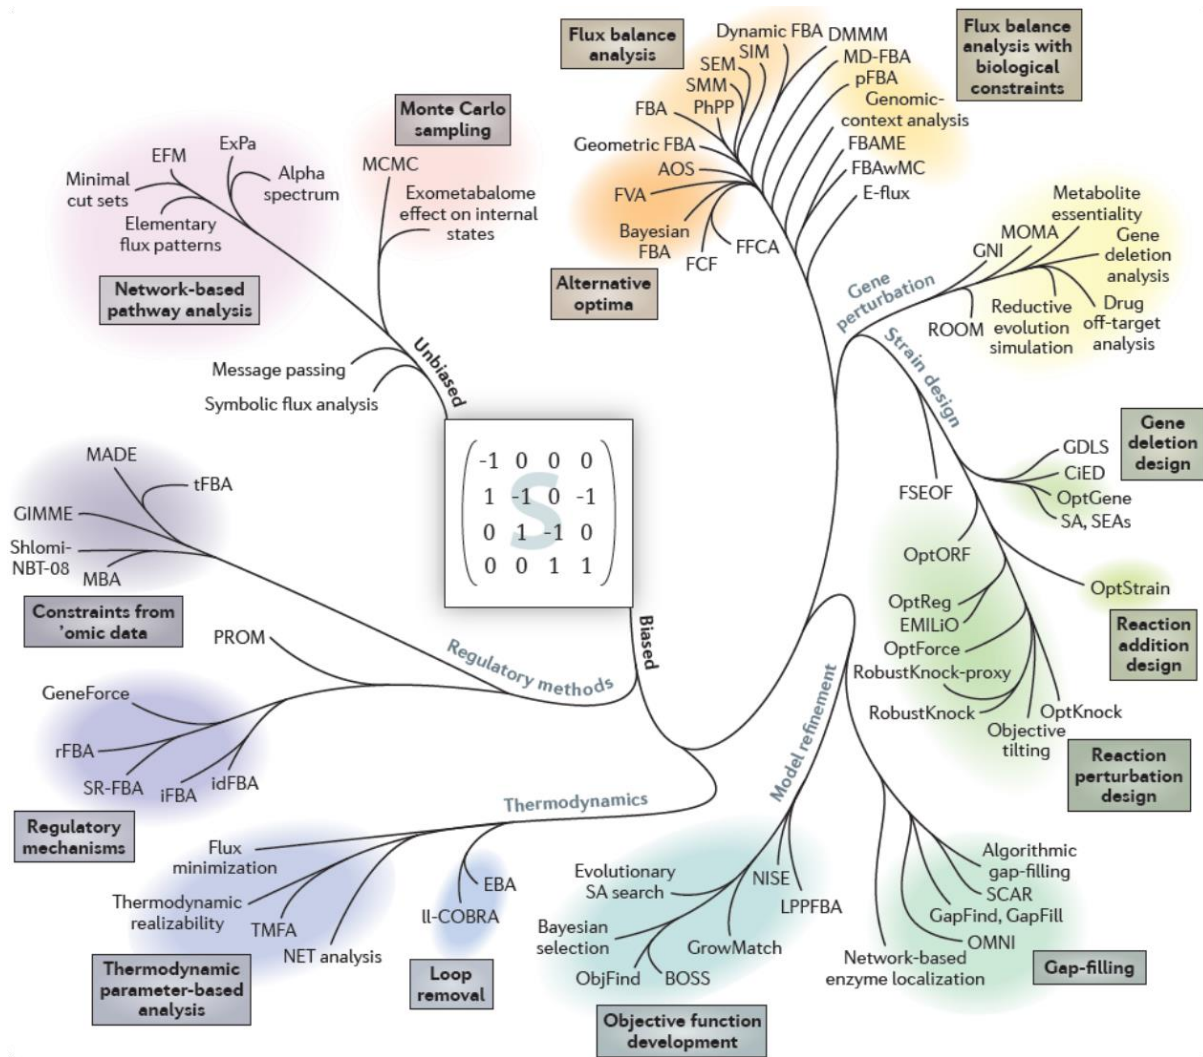 Flux balance
analysis
Dynamic FBA
SIM
SEM
SMM
PhPP
FBA
Geometric FBA
AOS
FVA
Bayesian
FBA
FCF
FFCA
Alternative
optima
DMMM
MD-FBA
pFBA
Genomic-
context analysis
FBAME
FBAwMC
E-flux
Flux balance
analysis with
biological
constraints
Monte Carlo
sampling
MCMC
Exometabalome
effect on internal
states
ExPa
EFM
Alpha
spectrum
Minimal
cut sets
Elementary
flux patterns
Network-based
pathway analysis
Message passing
Symbolic flux analysis
Unbiased
Gene
perturbation
GNI
MOMA
Metabolite
essentiality
Gene
deletion
analysis
Drug
off-target
analysis
Reductive
evolution
simulation
ROOM
Strain design
FSEOF
GDLS
CiED
OptGene
SA, SEAs
Gene
deletion
design
OptORF
OptStrain
Reaction
addition
design
OptReg
EMILiO
OptForce
RobustKnock-proxy
RobustKnock
OptKnock
Objective
tilting
Reaction
perturbation
design
-1 0 0 0
1 -1 0 -1
0 1 -1 0
0 0 1 1
S
Biased
MADE
tFBA
GIMME
Shlomi-
NBT-08
MBA
Constraints from
'omic data
Regulatory methods
PROM
GeneForce
rFBA
SR-FBA
iFBA
idFBA
Regulatory
mechanisms
Thermodynamics
Flux
minimization
Thermodynamic
realizability
TMFA
NET analysis
Thermodynamic
parameter-based
analysis
EBA
ll-COBRA
Loop
removal
Model refinement
Evolutionary
SA search
Bayesian
selection
ObjFind
BOSS
GrowMatch
NISE
LPPFBA
Objective function
development
Algorithmic
gap-filling
SCAR
GapFind, GapFill
OMNI
Network-based
enzyme localization
Gap-filling